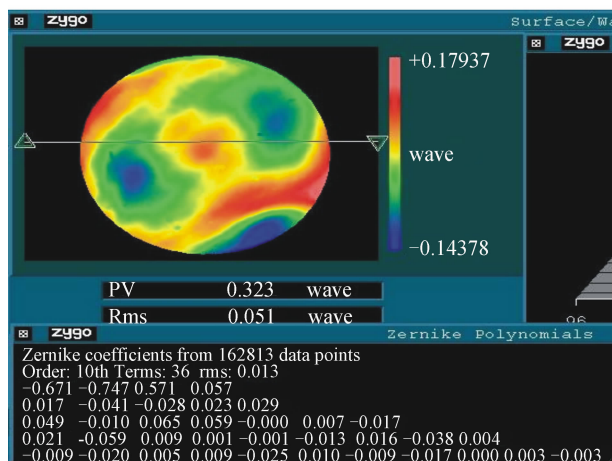 zygo
Surface/Wa
zygo
+0.17937
wave
−0.14378
PV 0.323 wave
Rms 0.051 wave
96
zygo
Zernike Polynomials
Zernike coefficients from 162813 data points
Order: 10th Terms: 36 rms: 0.013
−0.671 −0.747 0.571 0.057
0.017 −0.041 −0.028 0.023 0.029
0.049 −0.010 0.065 0.059 −0.000 0.007 −0.017
0.021 -0.059 0.009 0.001 −0.001 −0.013 0.016 −0.038 0.004
−0.009 −0.020 0.005 0.009 −0.025 0.010 −0.009 −0.017 0.000 0.003 −0.003